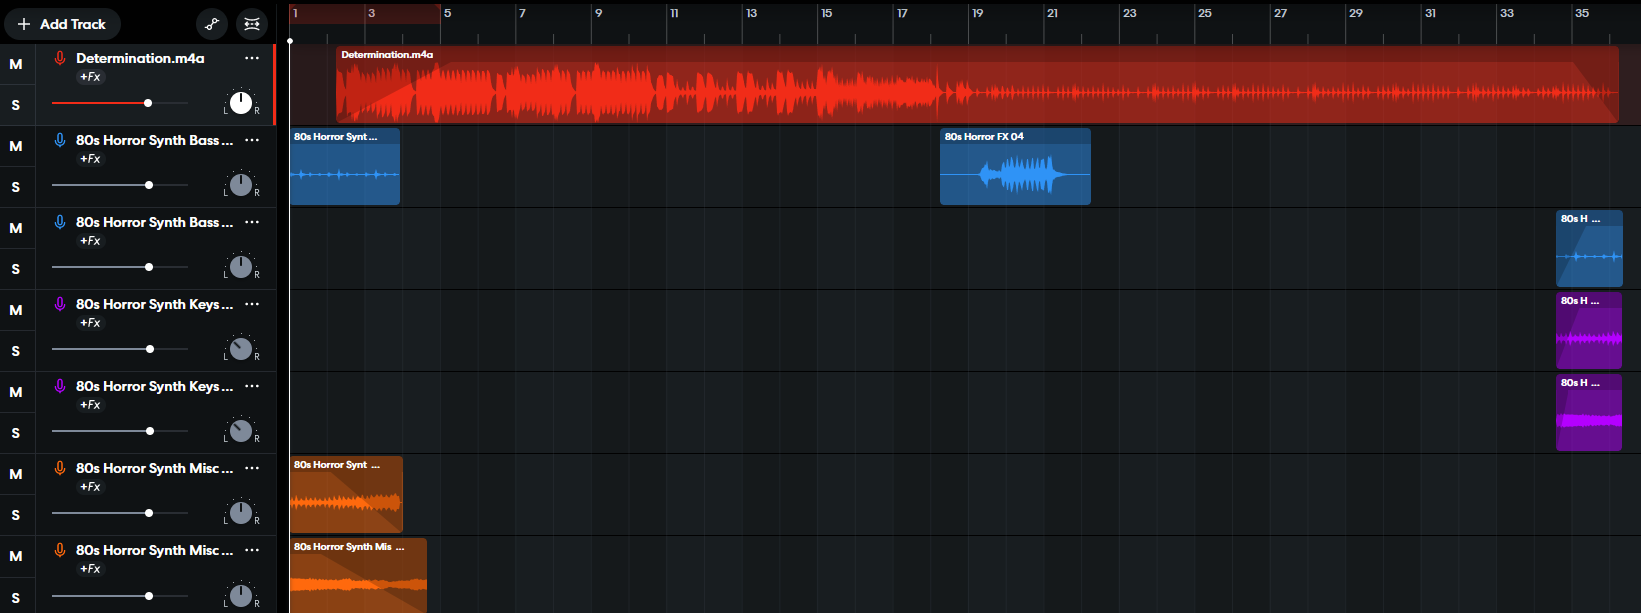 + Add Track
1 3 5 7 9 11 13 15 17 19 21 23 25 27 29 31 33 35
M Determination.m4a ...
+Fx
S L R
Determination.m4a
M 80s Horror Synth Bass ... ...
+Fx
S L R
80s Horror Synt ... 80s Horror FX 04
M 80s Horror Synth Bass ... ...
+Fx
S L R
80s H ...
M 80s Horror Synth Keys ... ...
+Fx
S L R
80s H ...
M 80s Horror Synth Keys ... ...
+Fx
S L R
80s H ...
M 80s Horror Synth Misc ... ...
+Fx
S L R
80s Horror Synt ...
M 80s Horror Synth Misc ... ...
+Fx
S L R
80s Horror Synth Mis ...